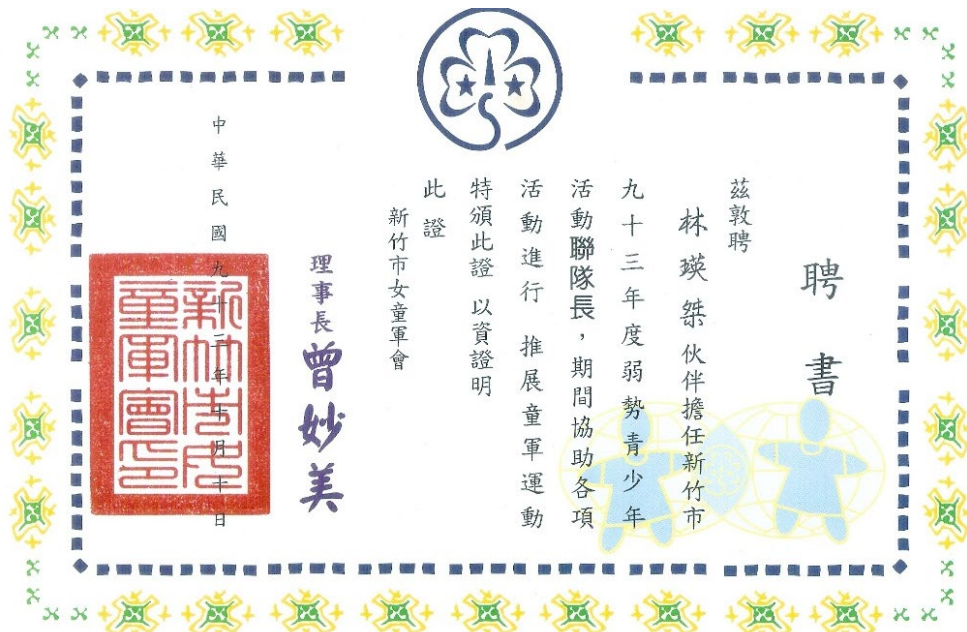 聘書
茲敦聘
林瑛桀伙伴擔任新竹市
九十三年度弱勢青少年
活動聯隊長，期間協助各項
活動進行 推展童軍運動
特頒此證 以資證明
此證
新竹市女童軍會
理事長 曾妙美
中華民國九十三年十月十日
新竹市女童軍會印